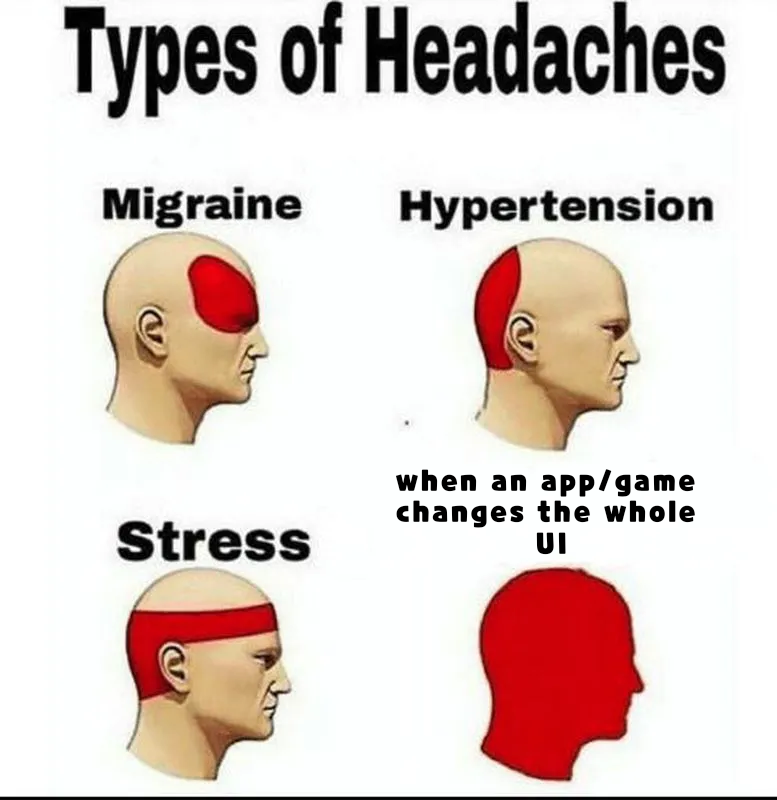 Types of Headaches
Migraine
Hypertension
Stress
when an app/game
changes the whole
UI